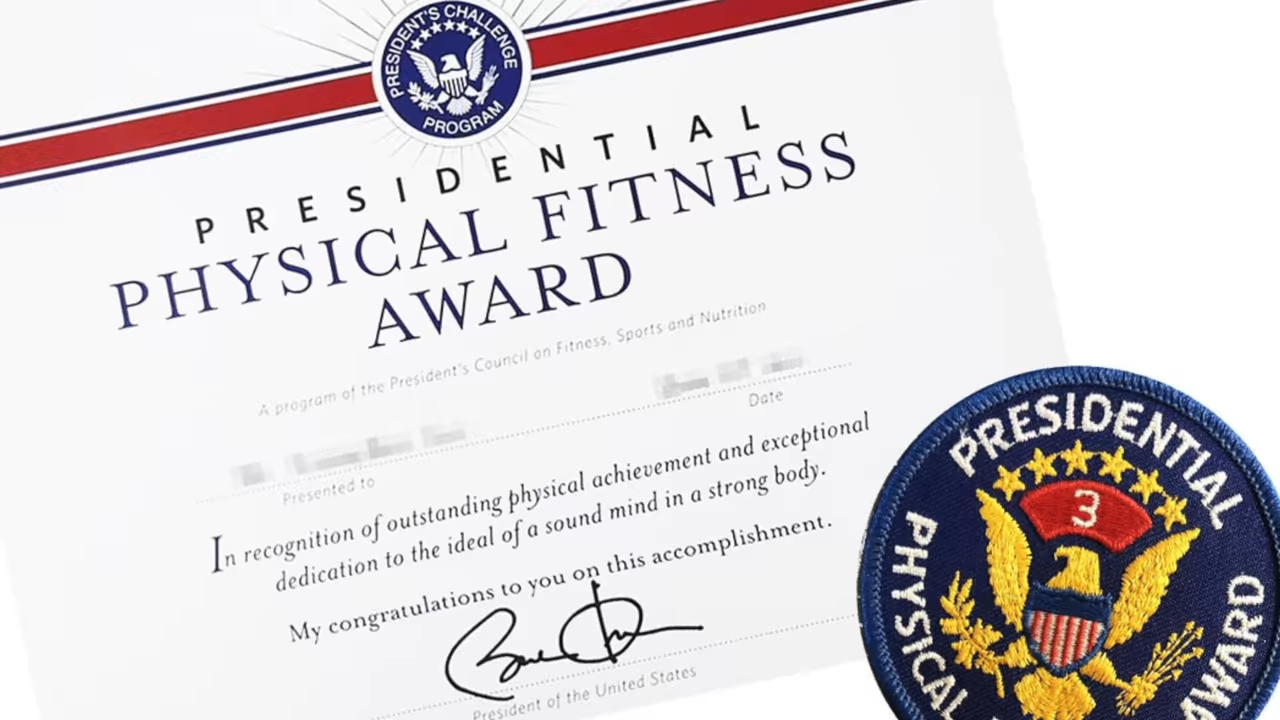 PRESIDENT'S CHALLENGE
PROGRAM
PRESIDENTIAL
PHYSICAL FITNESS
AWARD
A program of the President's Council on Fitness, Sports and Nutrition
Presented to
Date
In recognition of outstanding physical achievement and exceptional
dedication to the ideal of a sound mind in a strong body.
My congratulations to you on this accomplishment.
President of the United States
PRESIDENTIAL
3
PHYSICAL
AWARD